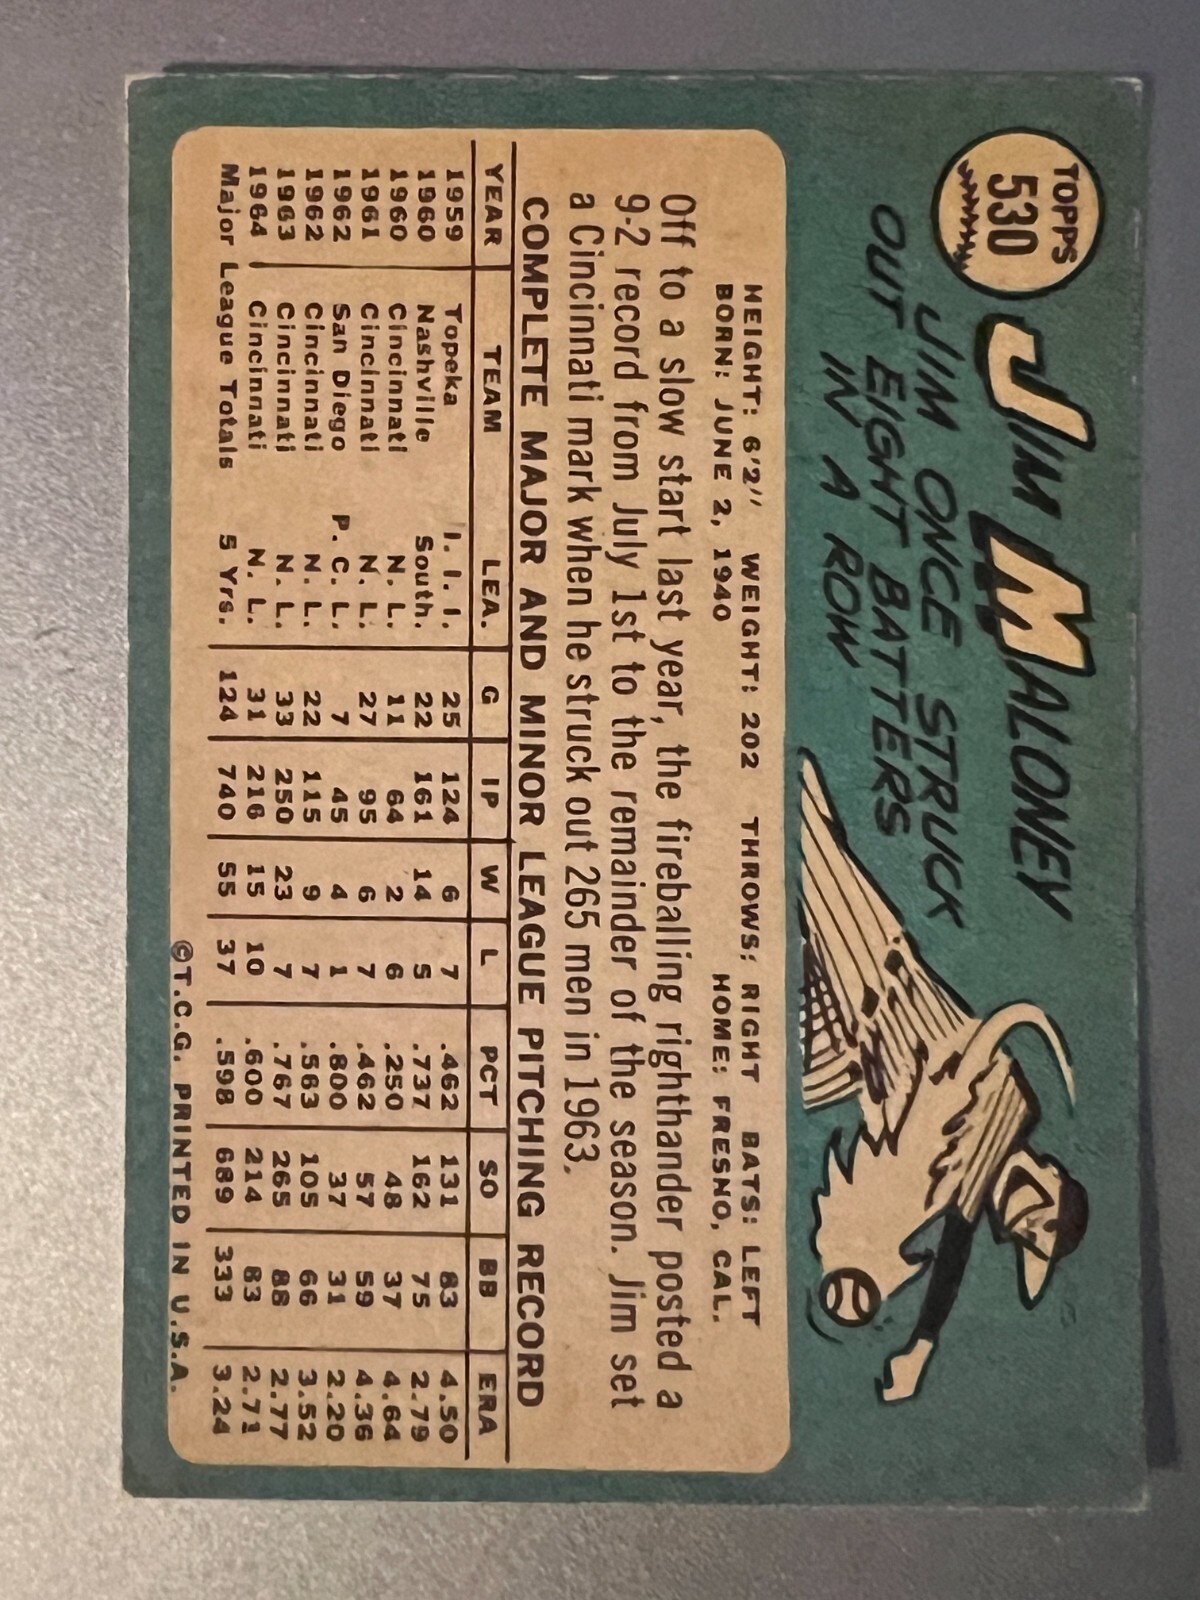 TOPPS
530
JIM MALONEY
JIM ONCE STRUCK
OUT EIGHT BATTERS
IN A ROW
HEIGHT: 6'2" WEIGHT: 202 THROWS: RIGHT BATS: LEFT
BORN: JUNE 2, 1940 HOME: FRESNO, CAL.
Off to a slow start last year, the fireballing righthander posted a
9-2 record from July 1st to the remainder of the season. Jim set
a Cincinnati mark when he struck out 265 men in 1963.
COMPLETE MAJOR AND MINOR LEAGUE PITCHING RECORD
YEAR TEAM LEA. G IP W L PCT SO BB ERA
1959 Topeka I. I. I. 25 124 6 7 .462 131 83 4.50
1960 Nashville South. 22 161 14 5 .737 162 75 2.79
1960 Cincinnati N. L. 11 64 2 6 .250 48 37 4.64
1961 Cincinnati N. L. 27 95 6 7 .462 57 59 4.36
1962 San Diego P. C. L. 7 45 4 1 .800 37 31 2.20
1962 Cincinnati N. L. 22 115 9 7 .563 105 66 3.52
1963 Cincinnati N. L. 33 250 23 7 .767 265 88 2.77
1964 Cincinnati N. L. 31 216 15 10 .600 214 83 2.71
Major League Totals 5 Yrs. 124 740 55 37 .598 689 333 3.24
©T.C.G. PRINTED IN U.S.A.